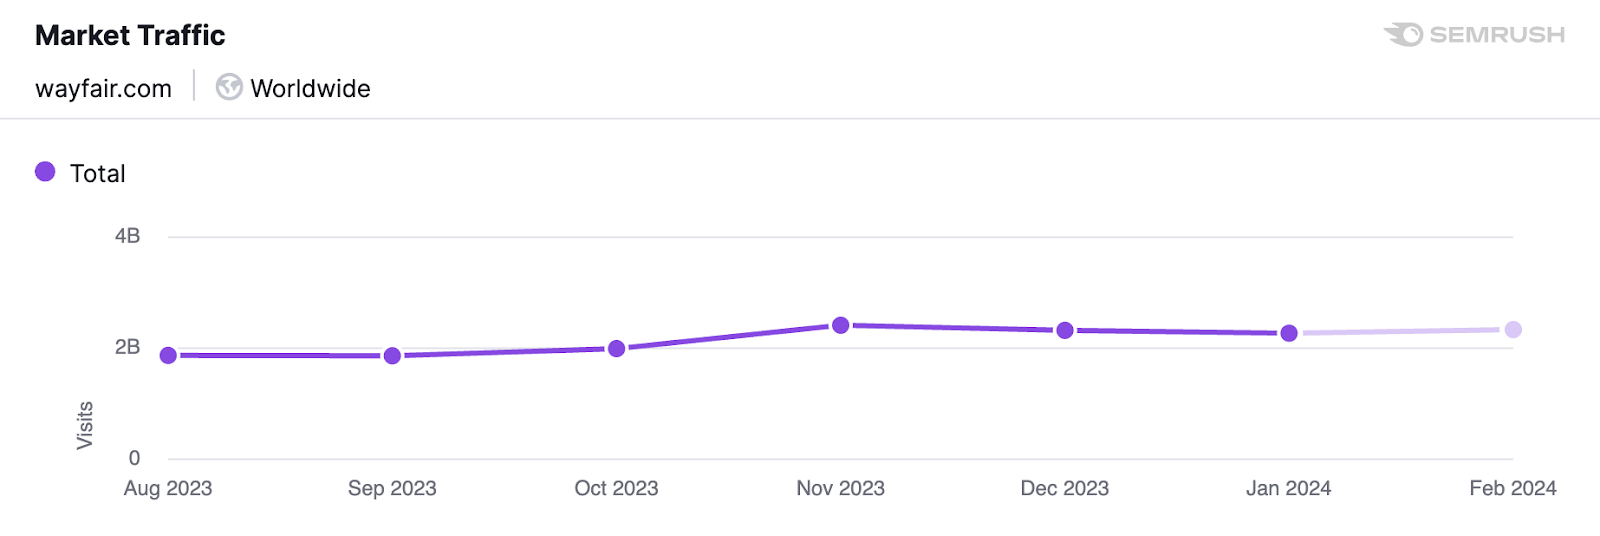 Market Traffic
SEMRUSH
wayfair.com
Worldwide
Total
4B
2B
0
Visits
Aug 2023
Sep 2023
Oct 2023
Nov 2023
Dec 2023
Jan 2024
Feb 2024